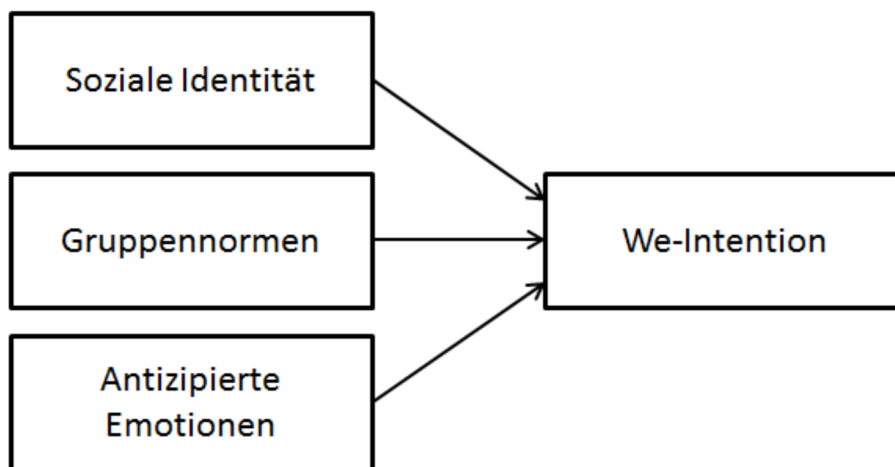 Soziale Identität
Gruppennormen
We-Intention
Antizipierte
Emotionen